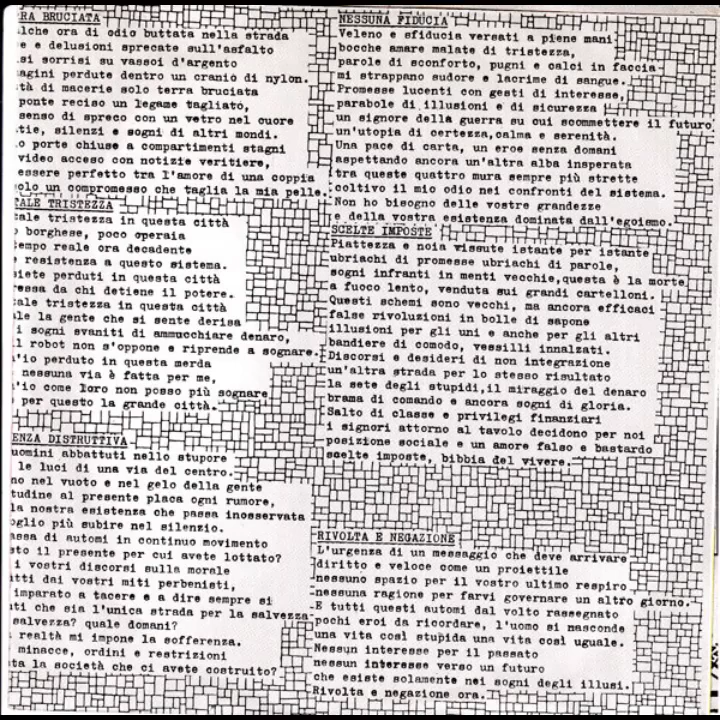 RA BRUCIATA
lche ora di odio buttata nella strada
e e delusioni sprecate sull'asfalto
si sorrisi su vassoi d'argento
agini perdute dentro un cranio di nylon.
tà di macerie solo terra bruciata
ponte reciso un legame tagliato,
senso di spreco con un vetro nel cuore
tie, silenzi e sogni di altri mondi.
o porte chiuse a compartimenti stagni
video acceso con notizie veritiere,
essere perfetto tra l'amore di una coppia
olo un compromesso che taglia la mia pelle.
ALE TRISTEZZA
ale tristezza in questa città
borghese, poco operaia
empo reale ora decadente
e resistenza a questo sistema.
iete perduti in questa città
ressa da chi detiene il potere.
ale tristezza in questa città
le la gente che si sente derisa
i sogni svaniti di ammucchiare denaro,
l robot non s'oppone e riprende a sognare.
'io perduto in questa merda
nessuna via è fatta per me,
'io come loro non posso più sognare
per questo la grande città.
ENZA DISTRUTTIVA
uomini abbattuti nello stupore
le luci di una via del centro.
no nel vuoto e nel gelo della gente
tudine al presente placa ogni rumore,
la nostra esistenza che passa inosservata
oglio più subire nel silenzio.
assa di automi in continuo movimento
sto il presente per cui avete lottato?
i vostri discorsi sulla morale
tti dai vostri miti perbenisti,
imparato a tacere e a dire sempre si
ti che sia l'unica strada per la salvezza
salvezza? quale domani?
realtà mi impone la sofferenza.
minacce, ordini e restrizioni
ta la società che ci avete costruito?
NESSUNA FIDUCIA
Veleno e sfiducia versati a piene mani
bocche amare malate di tristezza,
parole di sconforto, pugni e calci in faccia
mi strappano sudore e lacrime di sangue.
Promesse lucenti con gesti di interesse,
parabole di illusioni e di sicurezza
un signore della guerra su cui scommettere il futuro
un'utopia di certezza,calma e serenità.
Una pace di carta, un eroe senza domani
aspettando ancora un'altra alba insperata
tra queste quattro mura sempre più strette
coltivo il mio odio nei confronti del sistema.
Non ho bisogno delle vostre grandezze
e della vostra esistenza dominata dall'egoismo.
SCELTE IMPOSTE
Piattezza e noia vissute istante per istante
ubriachi di promesse ubriachi di parole,
sogni infranti in menti vecchie,questa è la morte
a fuoco lento, venduta sui grandi cartelloni.
Questi schemi sono vecchi, ma ancora efficaci
false rivoluzioni in bolle di sapone
illusioni per gli uni e anche per gli altri
bandiere di comodo, vessilli innalzati.
Discorsi e desideri di non integrazione
un'altra strada per lo stesso risultato
la sete degli stupidi,il miraggio del denaro
brama di comando e ancora sogni di gloria.
Salto di classe e privilegi finanziari
i signori attorno al tavolo decidono per noi
posizione sociale e un amore falso e bastardo
scelte imposte, bibbia del vivere.
RIVOLTA E NEGAZIONE
L'urgenza di un messaggio che deve arrivare
diritto e veloce come un proiettile
nessuno spazio per il vostro ultimo respiro
nessuna ragione per farvi governare un altro giorno.
E tutti questi automi dal volto rassegnato
pochi eroi da ricordare, l'uomo si nasconde
una vita così stupida una vita così uguale.
Nessun interesse per il passato
nessun interesse verso un futuro
che esiste solamente nei sogni degli illusi.
Rivolta e negazione ora.